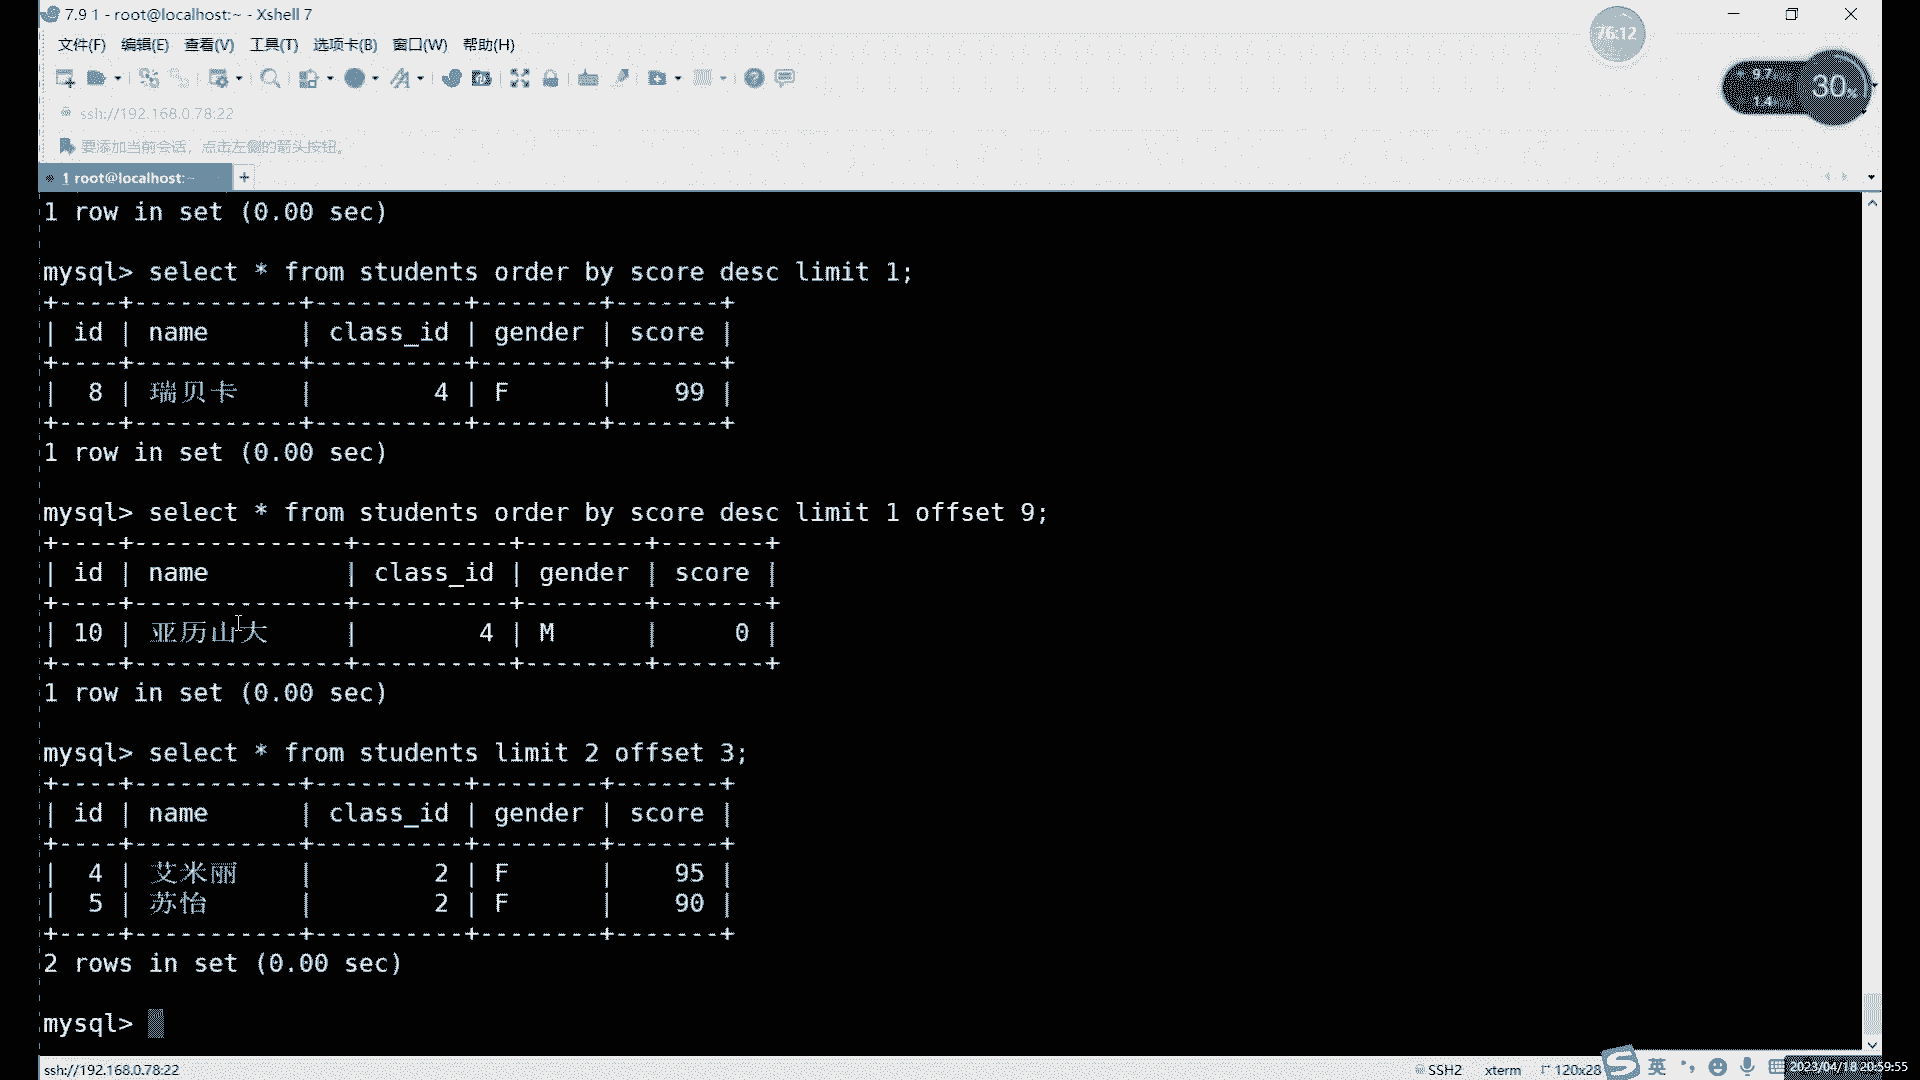 7.9 1 - root@localhost:~ - Xshell 7
文件(F) 编辑(E) 查看(V) 工具(T) 选项卡(B) 窗口(W) 帮助(H)
76:12
9.7
1.4
30%
ssh://192.168.0.78:22
要添加当前会话，点击左侧的箭头按钮。
1 root@localhost:~ +
1 row in set (0.00 sec)
mysql> select * from students order by score desc limit 1;
+----+-----------+----------+--------+-------+
| id | name      | class_id | gender | score |
+----+-----------+----------+--------+-------+
|  8 | 瑞贝卡    |        4 | F      |    99 |
+----+-----------+----------+--------+-------+
1 row in set (0.00 sec)
mysql> select * from students order by score desc limit 1 offset 9;
+----+--------------+----------+--------+-------+
| id | name         | class_id | gender | score |
+----+--------------+----------+--------+-------+
| 10 | 亚历山大     |        4 | M      |     0 |
+----+--------------+----------+--------+-------+
1 row in set (0.00 sec)
mysql> select * from students limit 2 offset 3;
+----+-----------+----------+--------+-------+
| id | name      | class_id | gender | score |
+----+-----------+----------+--------+-------+
|  4 | 艾米丽    |        2 | F      |    95 |
|  5 | 苏怡      |        2 | F      |    90 |
+----+-----------+----------+--------+-------+
2 rows in set (0.00 sec)
mysql>
ssh://192.168.0.78:22 SSH2 xterm 120x28 英 2023/04/18 20:59:55